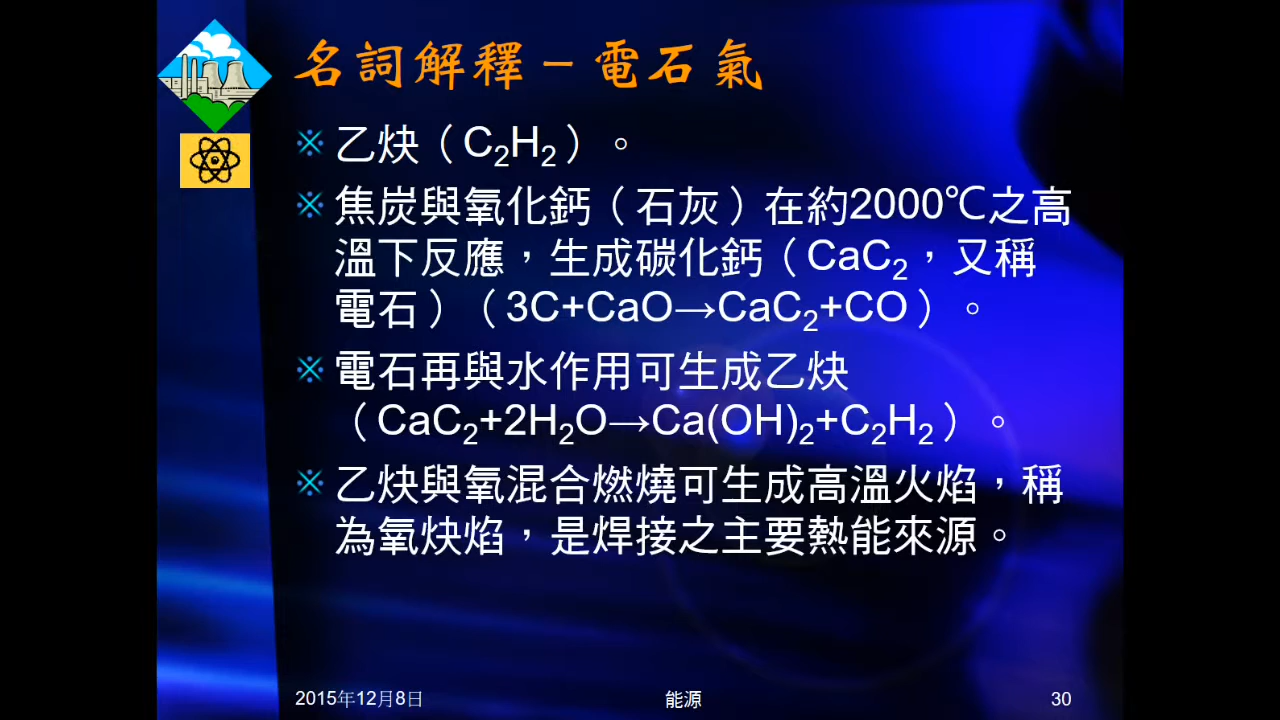 名詞解釋－電石氣
※ 乙炔（C₂H₂）。
※ 焦炭與氧化鈣（石灰）在約2000℃之高
溫下反應，生成碳化鈣（CaC₂，又稱
電石）（3C+CaO→CaC₂+CO）。
※ 電石再與水作用可生成乙炔
（CaC₂+2H₂O→Ca(OH)₂+C₂H₂）。
※ 乙炔與氧混合燃燒可生成高溫火焰，稱
為氧炔焰，是焊接之主要熱能來源。
2015年12月8日 能源 30